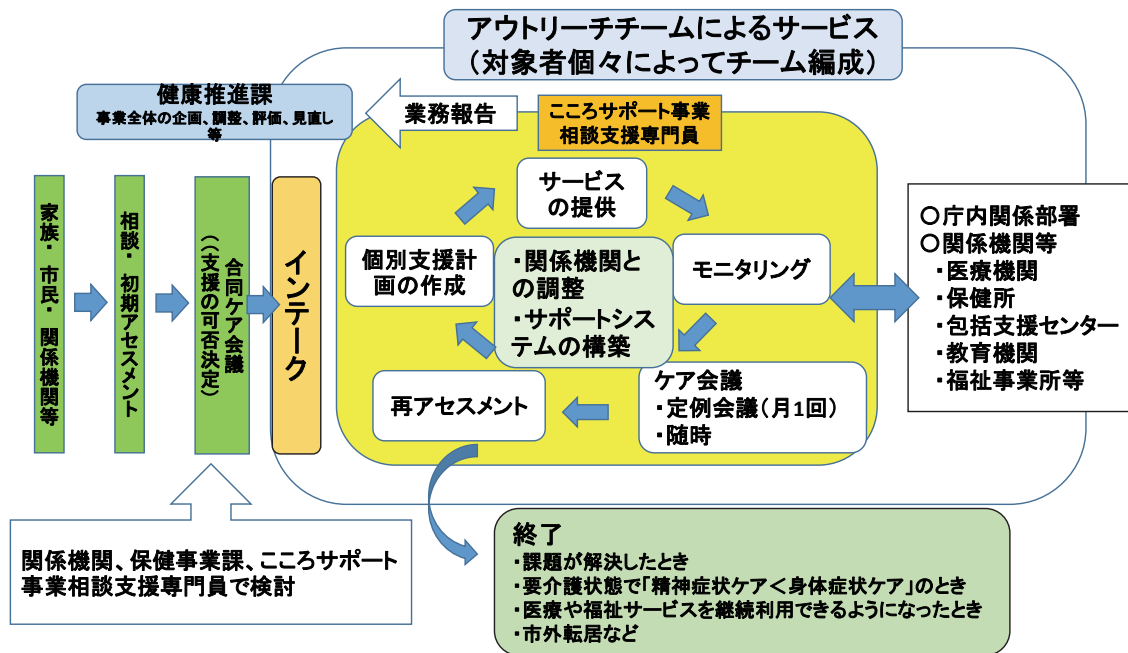 アウトリーチチームによるサービス
（対象者個々によってチーム編成）
健康推進課
事業全体の企画、調整、評価、見直し
等
業務報告
こころサポート事業
相談支援専門員
家族・市民・関係機関等
相談・初期アセスメント
合同ケア会議
（（支援の可否決定）
インテーク
サービス
の提供
個別支援計
画の作成
・関係機関と
の調整
・サポートシス
テムの構築
モニタリング
再アセスメント
ケア会議
・定例会議（月1回）
・随時
〇庁内関係部署
〇関係機関等
・医療機関
・保健所
・包括支援センター
・教育機関
・福祉事業所等
関係機関、保健事業課、こころサポート
事業相談支援専門員で検討
終了
・課題が解決したとき
・要介護状態で「精神症状ケア＜身体症状ケア」のとき
・医療や福祉サービスを継続利用できるようになったとき
・市外転居など